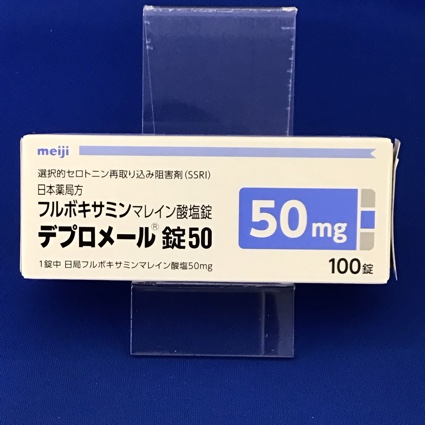 meiji
選択的セロトニン再取り込み阻害剤(SSRI)
日本薬局方
フルボキサミンマレイン酸塩錠
デプロメール®錠50
1錠中 日局フルボキサミンマレイン酸塩50mg
50mg
100錠